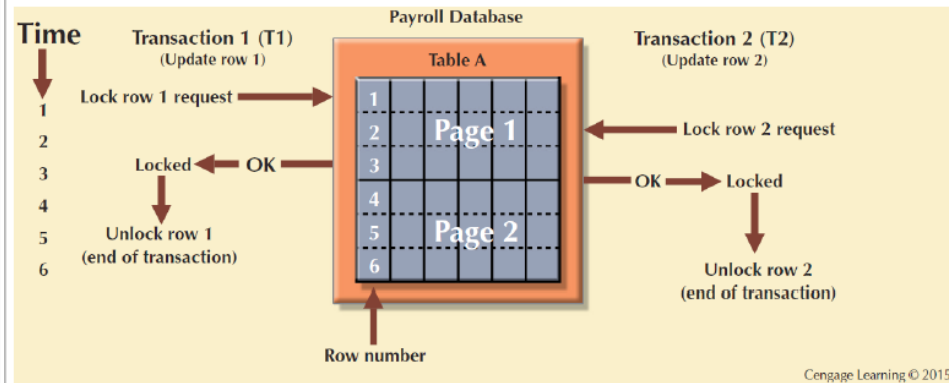 Payroll Database
Time
Transaction 1 (T1)
(Update row 1)
Transaction 2 (T2)
(Update row 2)
Table A
1
2
3
4
5
6
Lock row 1 request
Lock row 2 request
Locked
OK
OK
Locked
Unlock row 1
(end of transaction)
Unlock row 2
(end of transaction)
1
2
3
4
5
6
Page 1
Page 2
Row number
Cengage Learning © 2015